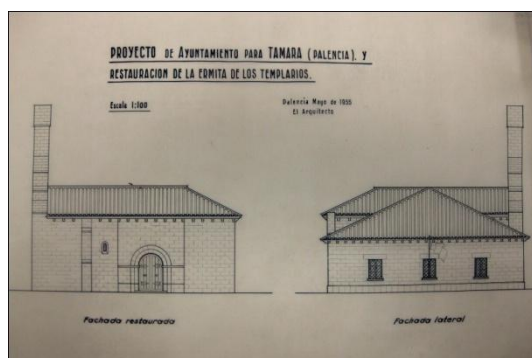 PROYECTO DE AYUNTAMIENTO PARA TAMARA (PALENCIA), Y
RESTAURACION DE LA ERMITA DE LOS TEMPLARIOS.
Escala 1:100
Palencia Mayo de 1955
El Arquitecto
Fachada restaurada
Fachada lateral